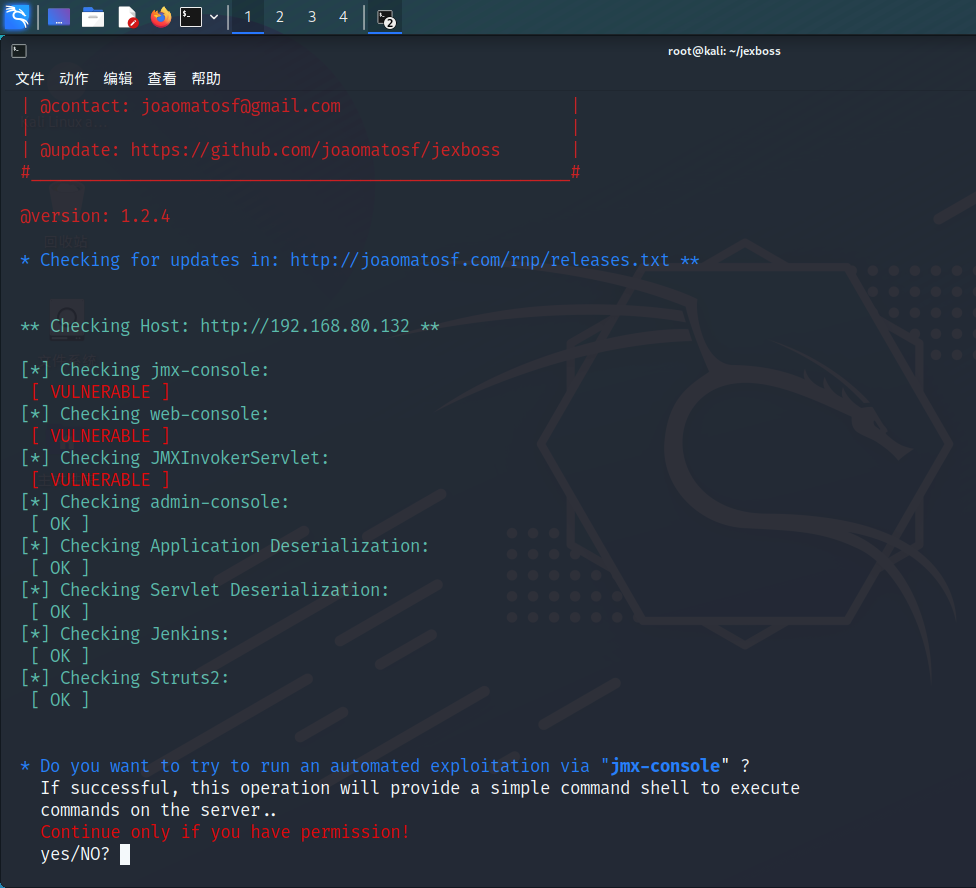 1 2 3 4 2
root@kali: ~/jexboss
文件 动作 编辑 查看 帮助
| @contact: joaomatosf@gmail.com |
| |
| @update: https://github.com/joaomatosf/jexboss |
#______________________________________________________#
@version: 1.2.4
* Checking for updates in: http://joaomatosf.com/rnp/releases.txt **
** Checking Host: http://192.168.80.132 **
[*] Checking jmx-console:
[ VULNERABLE ]
[*] Checking web-console:
[ VULNERABLE ]
[*] Checking JMXInvokerServlet:
[ VULNERABLE ]
[*] Checking admin-console:
[ OK ]
[*] Checking Application Deserialization:
[ OK ]
[*] Checking Servlet Deserialization:
[ OK ]
[*] Checking Jenkins:
[ OK ]
[*] Checking Struts2:
[ OK ]
* Do you want to try to run an automated exploitation via "jmx-console" ?
If successful, this operation will provide a simple command shell to execute
commands on the server..
Continue only if you have permission!
yes/NO?